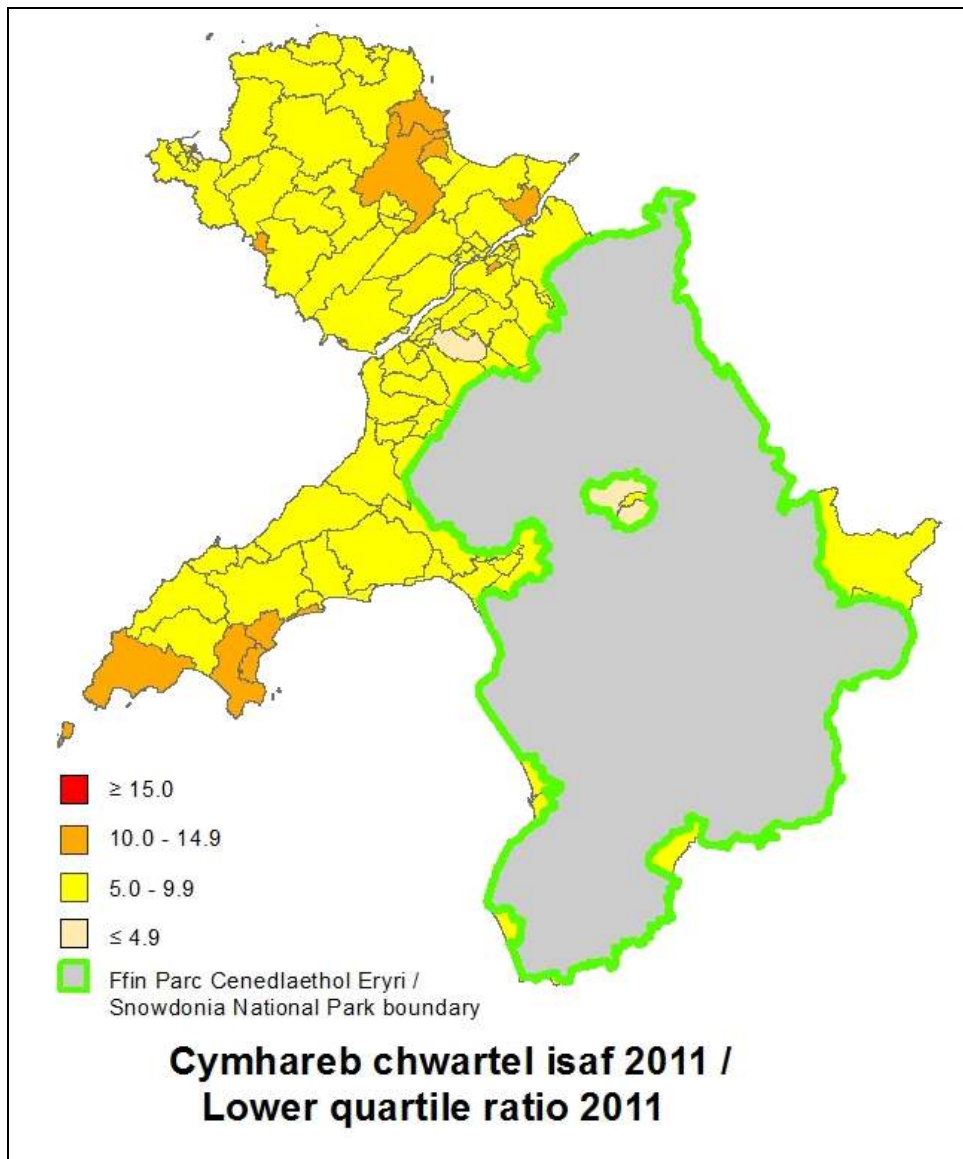 ≥ 15.0
10.0 - 14.9
5.0 - 9.9
≤ 4.9
Ffin Parc Cenedlaethol Eryri /
Snowdonia National Park boundary
Cymhareb chwartel isaf 2011 /
Lower quartile ratio 2011